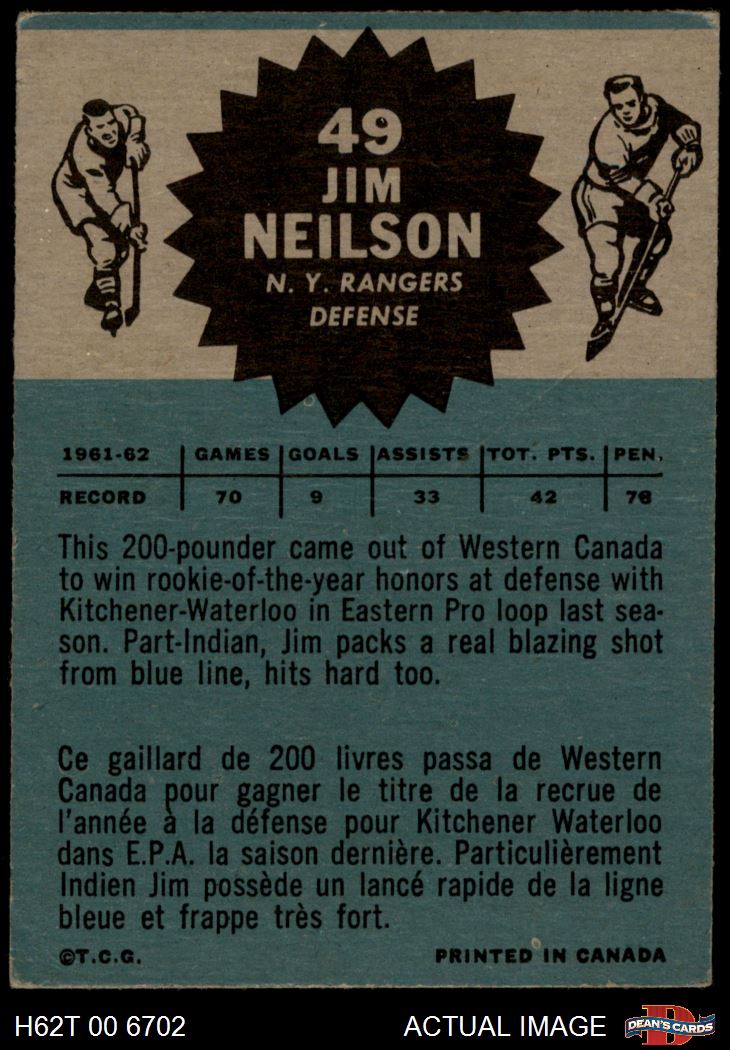 49
JIM
NEILSON
N. Y. RANGERS
DEFENSE
1961-62 GAMES GOALS ASSISTS TOT. PTS. PEN.
RECORD 70 9 33 42 76
This 200-pounder came out of Western Canada
to win rookie-of-the-year honors at defense with
Kitchener-Waterloo in Eastern Pro loop last sea-
son. Part-Indian, Jim packs a real blazing shot
from blue line, hits hard too.
Ce gaillard de 200 livres passa de Western
Canada pour gagner le titre de la recrue de
l'année à la défense pour Kitchener Waterloo
dans E.P.A. la saison dernière. Particulièrement
Indien Jim possède un lancé rapide de la ligne
bleue et frappe très fort.
©T.C.G. PRINTED IN CANADA
H62T 00 6702 ACTUAL IMAGE D DEAN'S CARDS